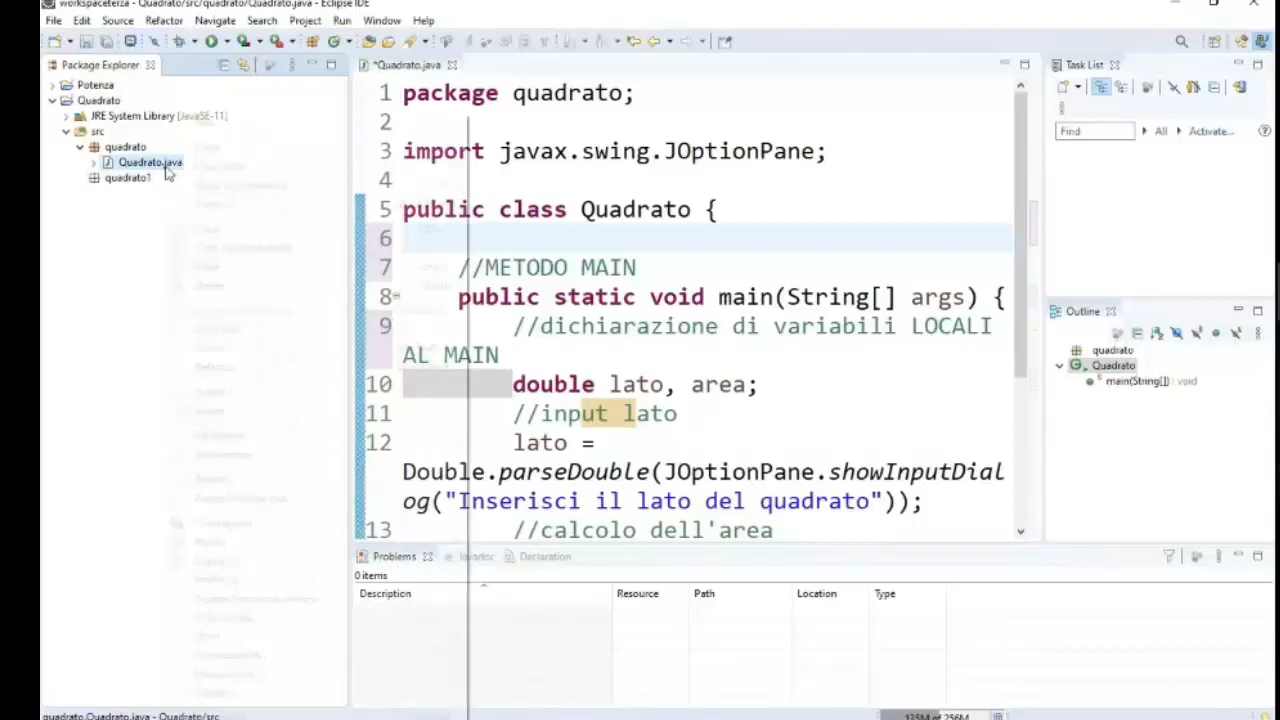 workspaceterza - Quadrato/src/quadrato/Quadrato.java - Eclipse IDE
File Edit Source Refactor Navigate Search Project Run Window Help
Package Explorer
*Quadrato.java
Task List
Potenza
Quadrato
JRE System Library [JavaSE-11]
src
quadrato
Quadrato.java
quadrato1
1 package quadrato;
2
3 import javax.swing.JOptionPane;
4
5 public class Quadrato {
6
7 //METODO MAIN
8 public static void main(String[] args) {
9 //dichiarazione di variabili LOCALI
AL MAIN
10 double lato, area;
11 //input lato
12 lato =
Double.parseDouble(JOptionPane.showInputDial
og("Inserisci il lato del quadrato"));
13 //calcolo dell'area
Find All Activate...
Outline
quadrato
Quadrato
main(String[]) : void
Problems Javadoc Declaration
0 items
Description Resource Path Location Type
quadrato.Quadrato.java - Quadrato/src
135M of 256M